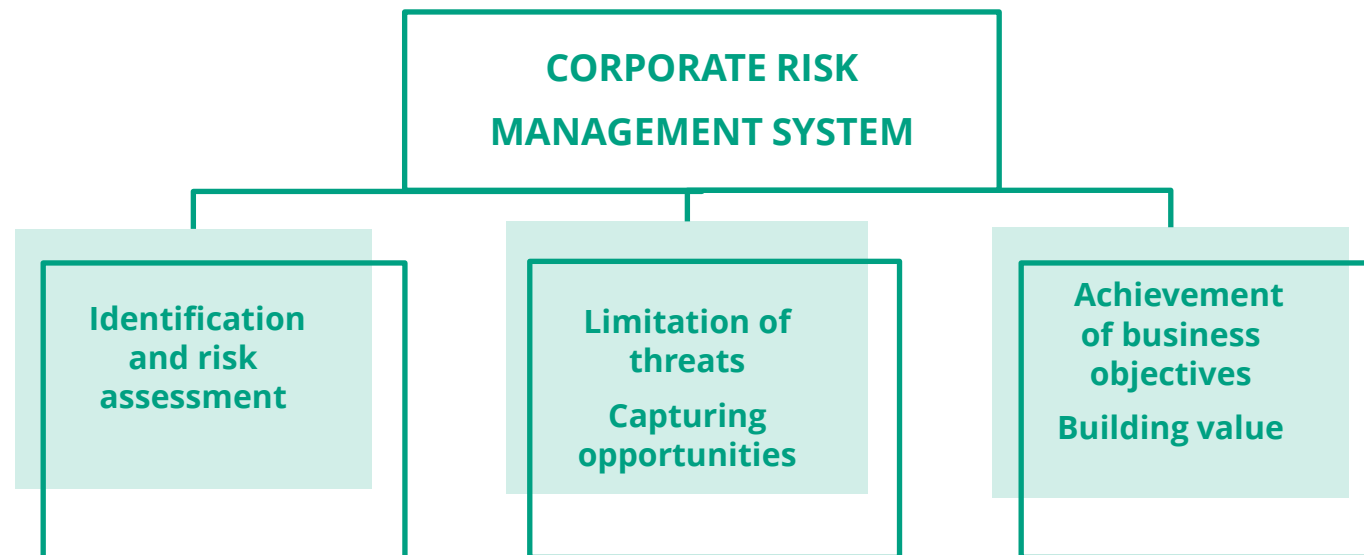 CORPORATE RISK
MANAGEMENT SYSTEM
Identification
and risk
assessment
Limitation of
threats
Capturing
opportunities
Achievement
of business
objectives
Building value